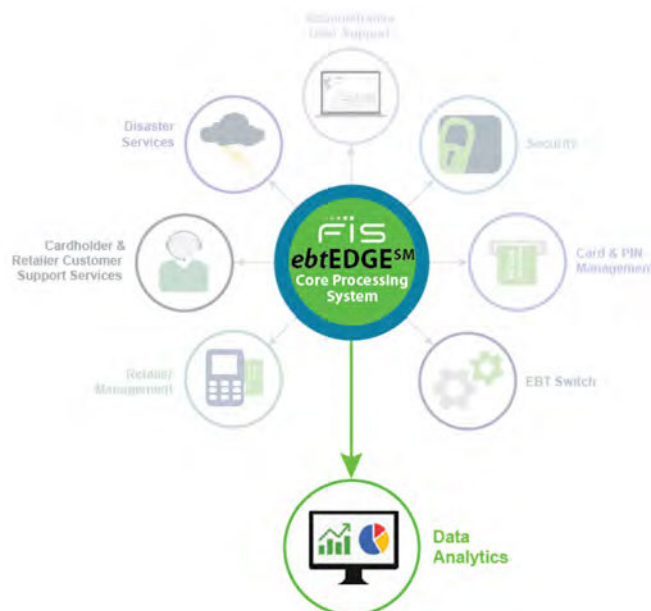 Administrative
User Support
Disaster
Services
Security
FIS
ebtEDGE℠
Core Processing
System
Cardholder &
Retailer Customer
Support Services
Card & PIN
Management
Retailer
Management
EBT Switch
Data
Analytics